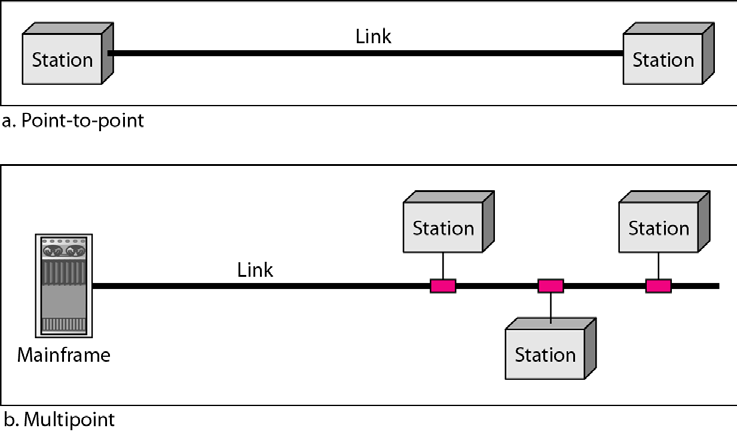 Link
Station
Station
a. Point-to-point
Station
Station
Link
Station
Mainframe
b. Multipoint